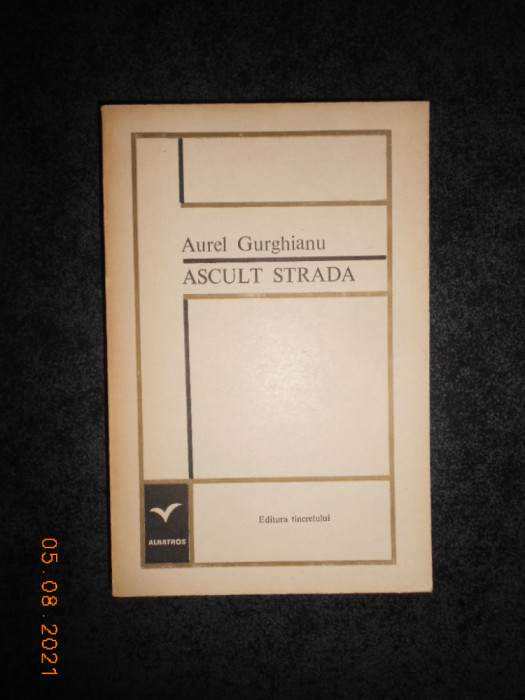 Aurel Gurghianu
ASCULT STRADA
Editura tineretului
ALBATROS
05.08.2021